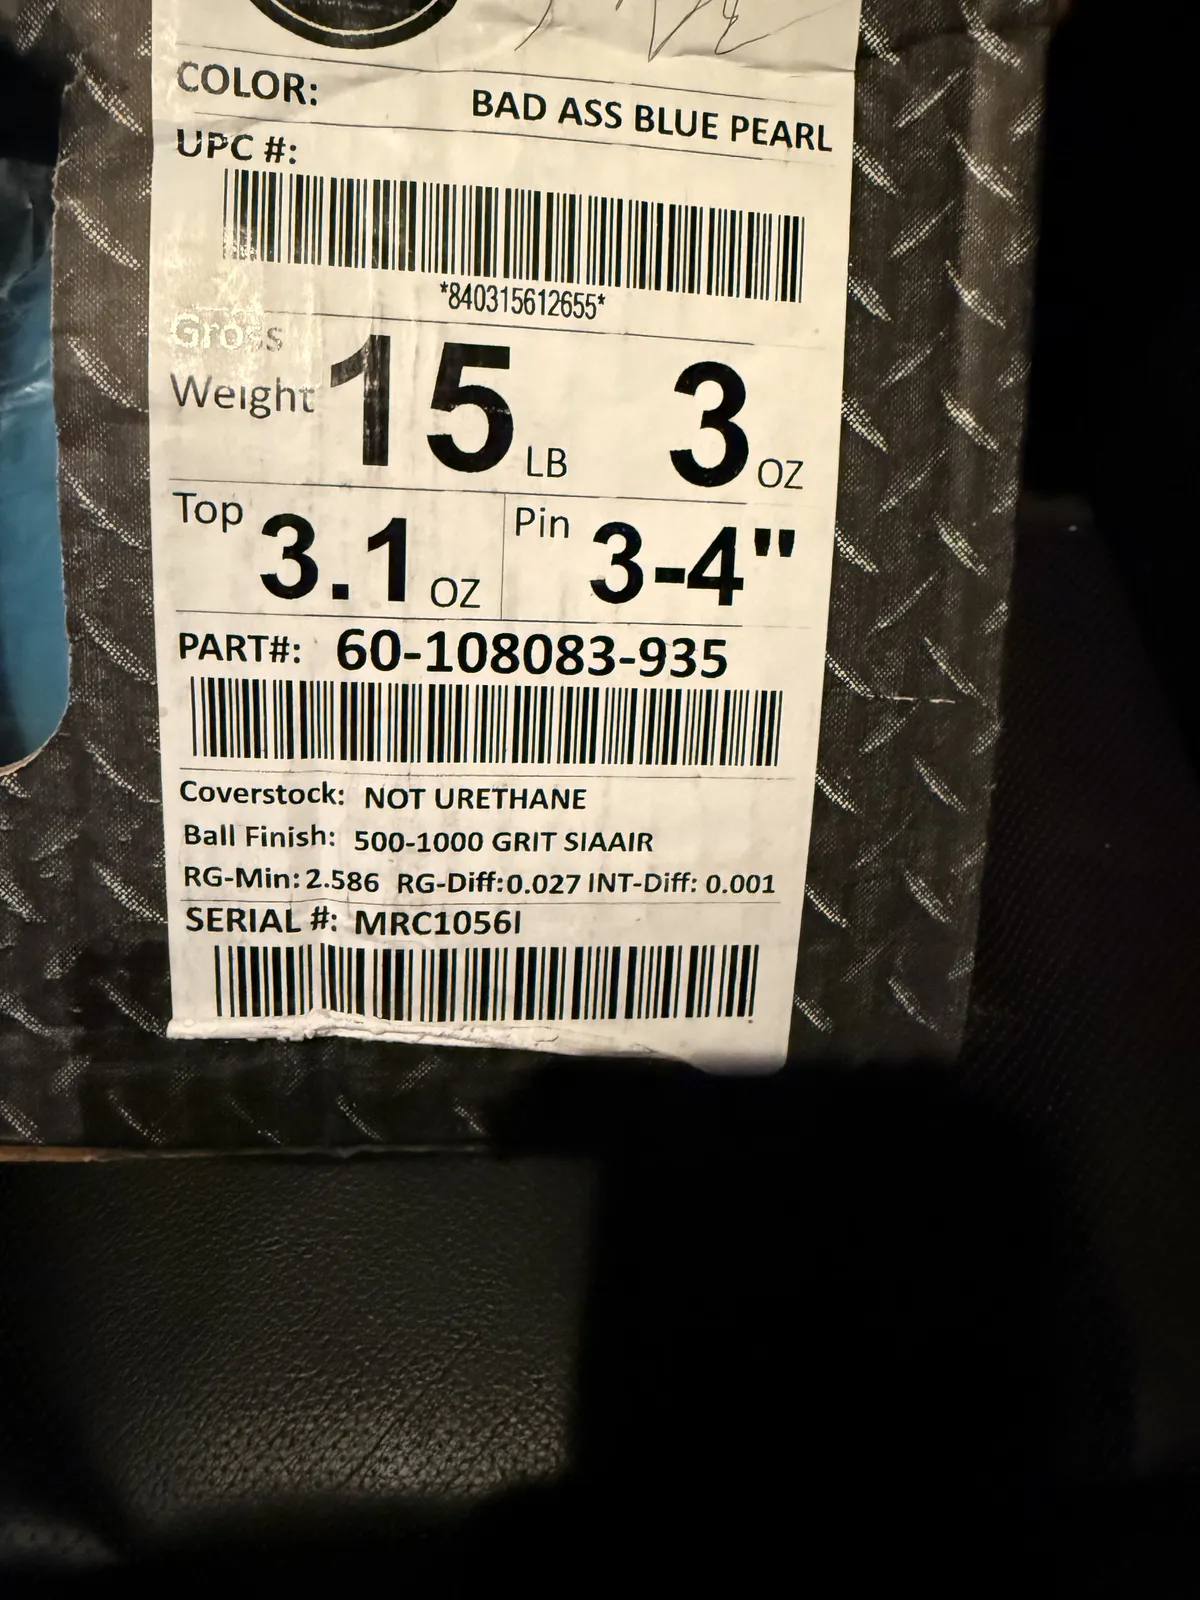 COLOR: BAD ASS BLUE PEARL
UPC #:
*840315612655*
Gross Weight 15 LB 3 OZ
Top 3.1 OZ Pin 3-4"
PART#: 60-108083-935
Coverstock: NOT URETHANE
Ball Finish: 500-1000 GRIT SIAAIR
RG-Min: 2.586 RG-Diff:0.027 INT-Diff: 0.001
SERIAL #: MRC1056I